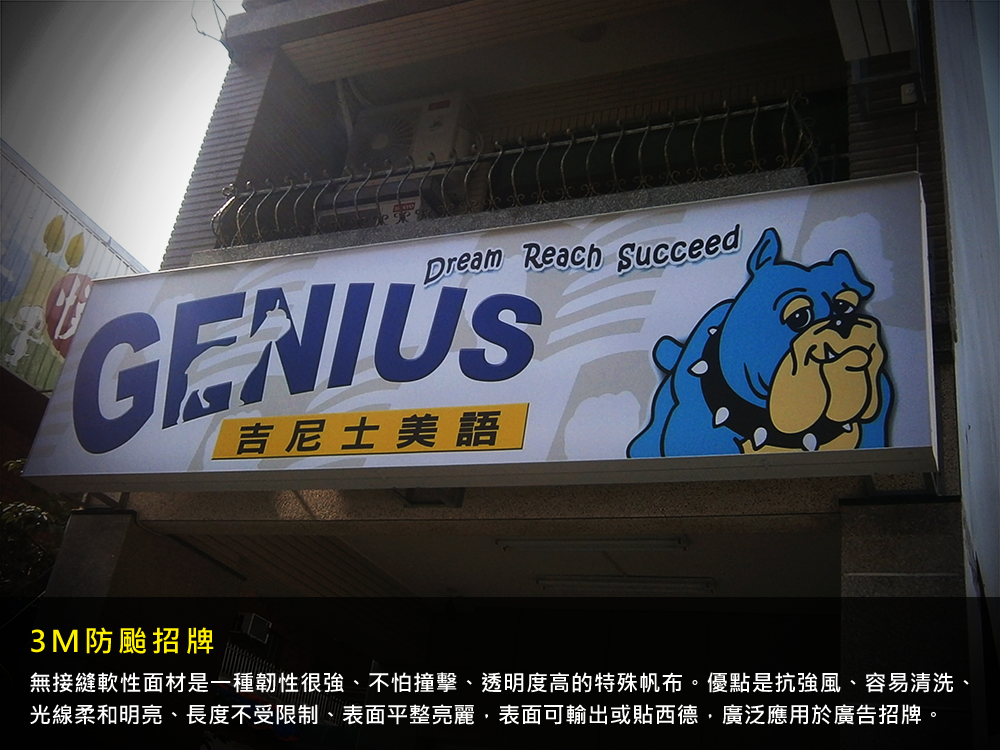 Dream Reach Succeed
GENIUS
吉尼士美語
3M防颱招牌
無接縫軟性面材是一種韌性很強、不怕撞擊、透明度高的特殊帆布。優點是抗強風、容易清洗、
光線柔和明亮、長度不受限制、表面平整亮麗，表面可輸出或貼西德，廣泛應用於廣告招牌。